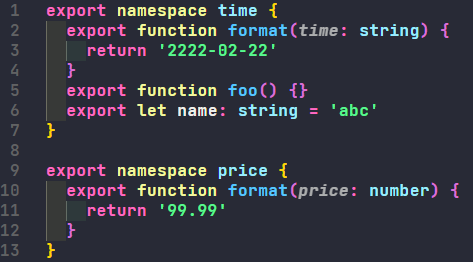 1 export namespace time {
2   export function format(time: string) {
3     return '2222-02-22'
4   }
5   export function foo() {}
6   export let name: string = 'abc'
7 }
8
9 export namespace price {
10   export function format(price: number) {
11     return '99.99'
12   }
13 }